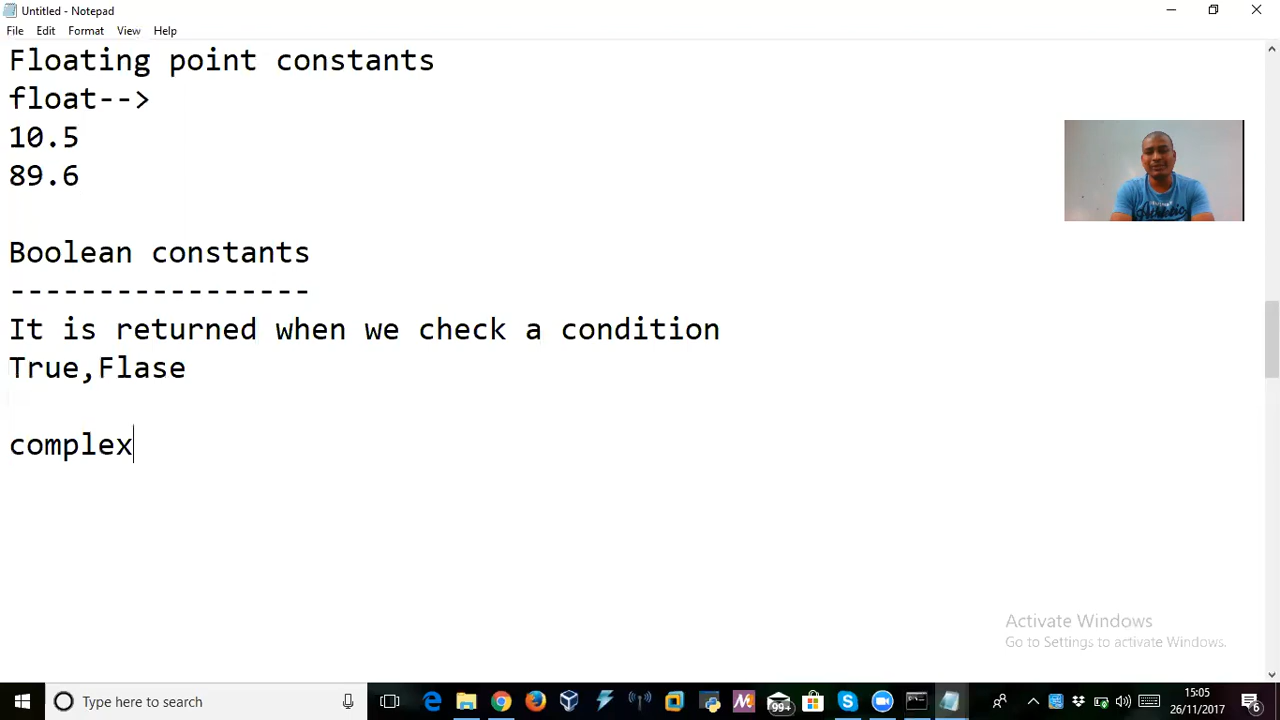 Untitled - Notepad
File Edit Format View Help
Floating point constants
float-->
10.5
89.6
Boolean constants
-----------------
It is returned when we check a condition
True,Flase
complex
Activate Windows
Go to Settings to activate Windows.
Type here to search
99+
15:05
26/11/2017
6